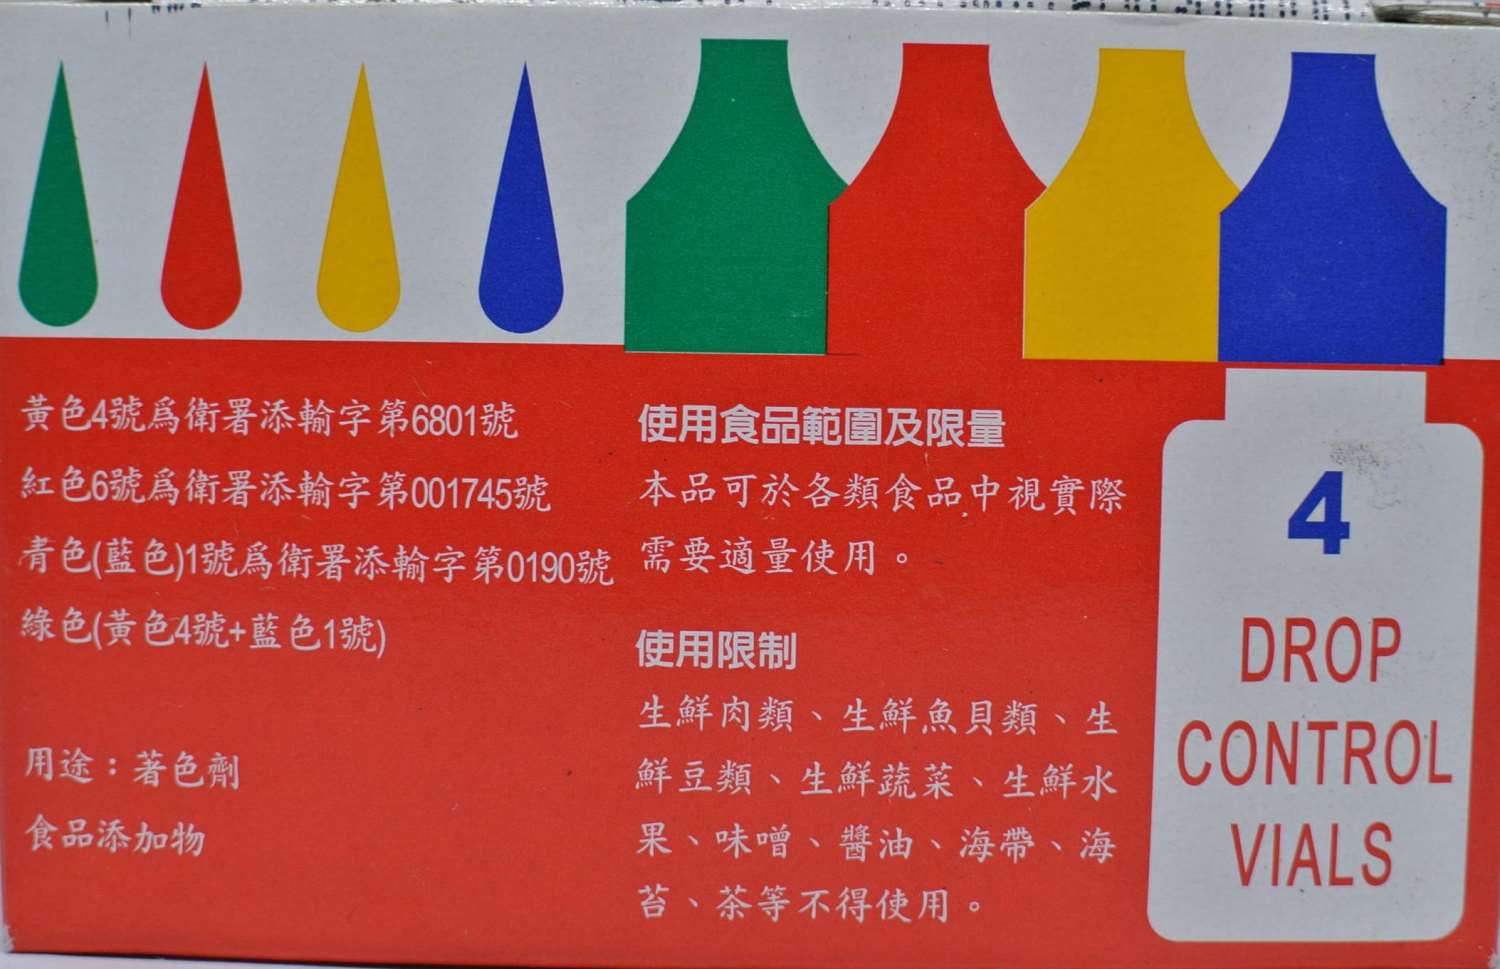 黃色4號爲衛署添輸字第6801號
紅色6號爲衛署添輸字第001745號
青色(藍色)1號爲衛署添輸字第0190號
綠色(黃色4號+藍色1號)
用途：著色劑
食品添加物
使用食品範圍及限量
本品可於各類食品中視實際
需要適量使用。
使用限制
生鮮肉類、生鮮魚貝類、生
鮮豆類、生鮮蔬菜、生鮮水
果、味噌、醬油、海帶、海
苔、茶等不得使用。
4
DROP
CONTROL
VIALS